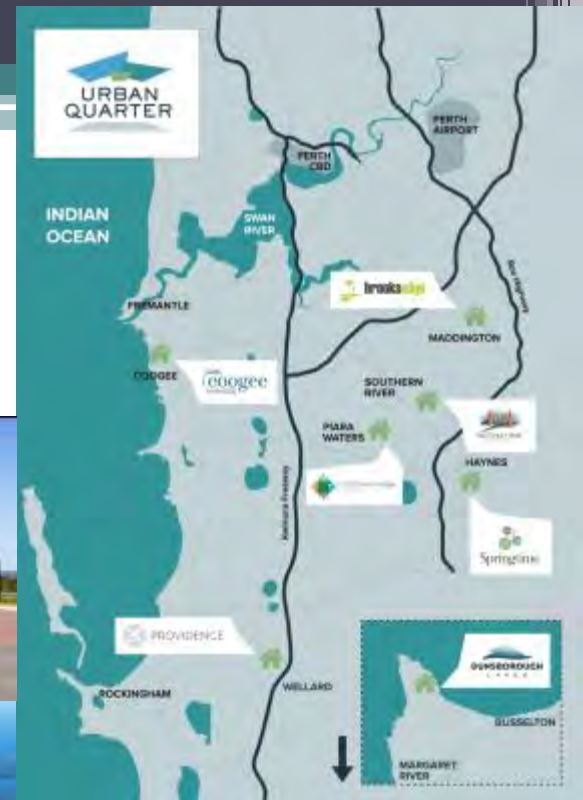 URBAN
QUARTER
PERTH
AIRPORT
PERTH
CBD
INDIAN
OCEAN
SWAN
RIVER
brooksedge
FREMANTLE
MADDINGTON
COOGEE
coogee
SOUTHERN
RIVER
PIARA
WATERS
HAYNES
Kwinana Freeway
Springtime
PROVIDENCE
WELLARD
ROCKINGHAM
DUNSBOROUGH
LAKES
BUSSELTON
MARGARET
RIVER